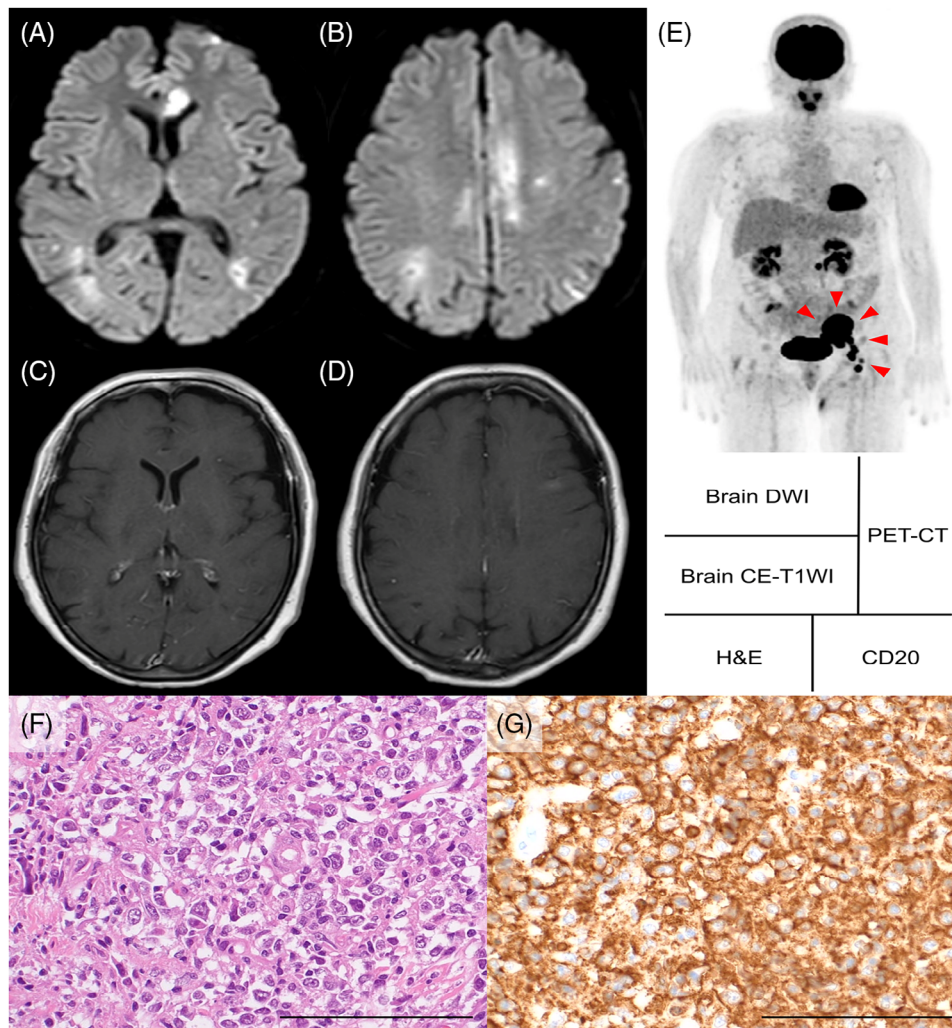 (A)
(B)
(E)
(C)
(D)
Brain DWI
PET-CT
Brain CE-T1WI
H&E
CD20
(F)
(G)